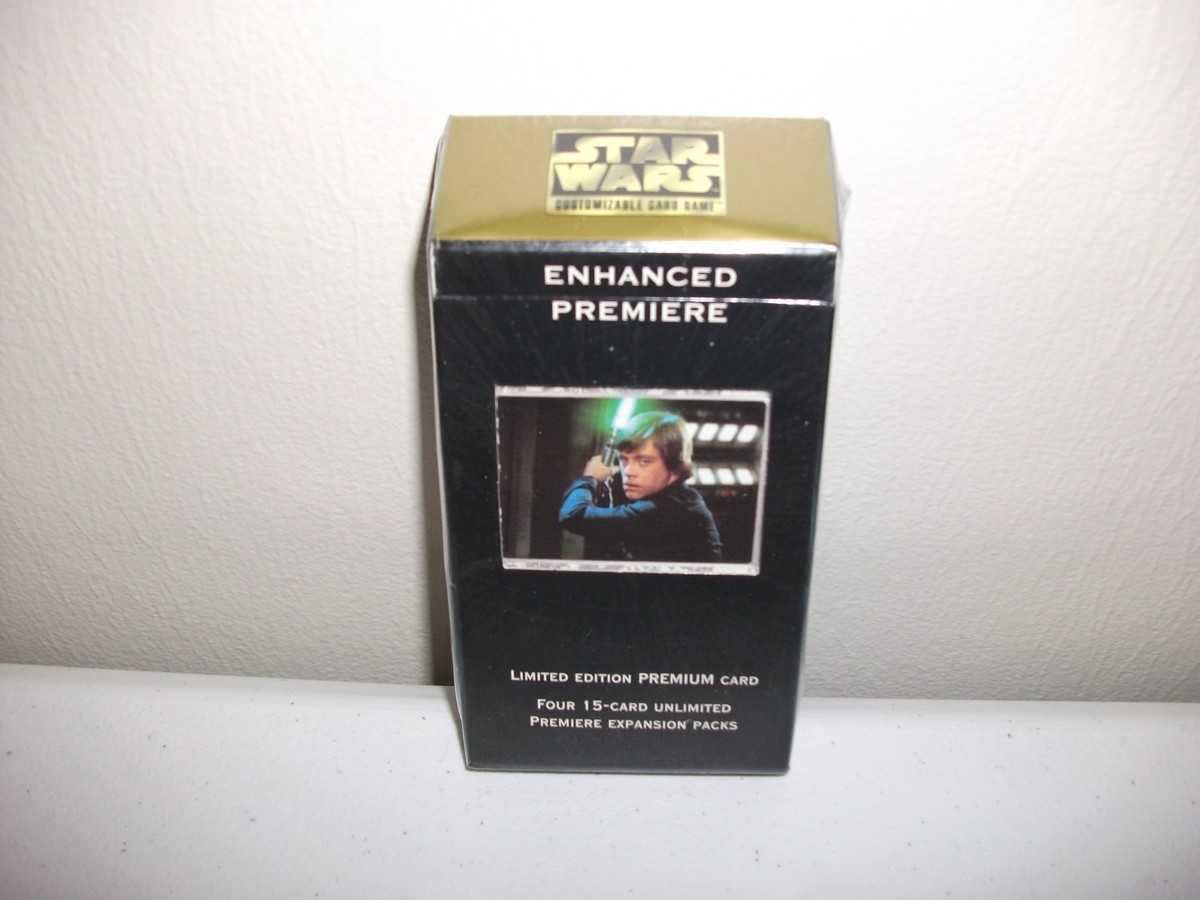 STAR
WARS
CUSTOMIZABLE CARD GAME
ENHANCED
PREMIERE
LIMITED EDITION PREMIUM CARD
FOUR 15-CARD UNLIMITED
PREMIERE EXPANSION PACKS